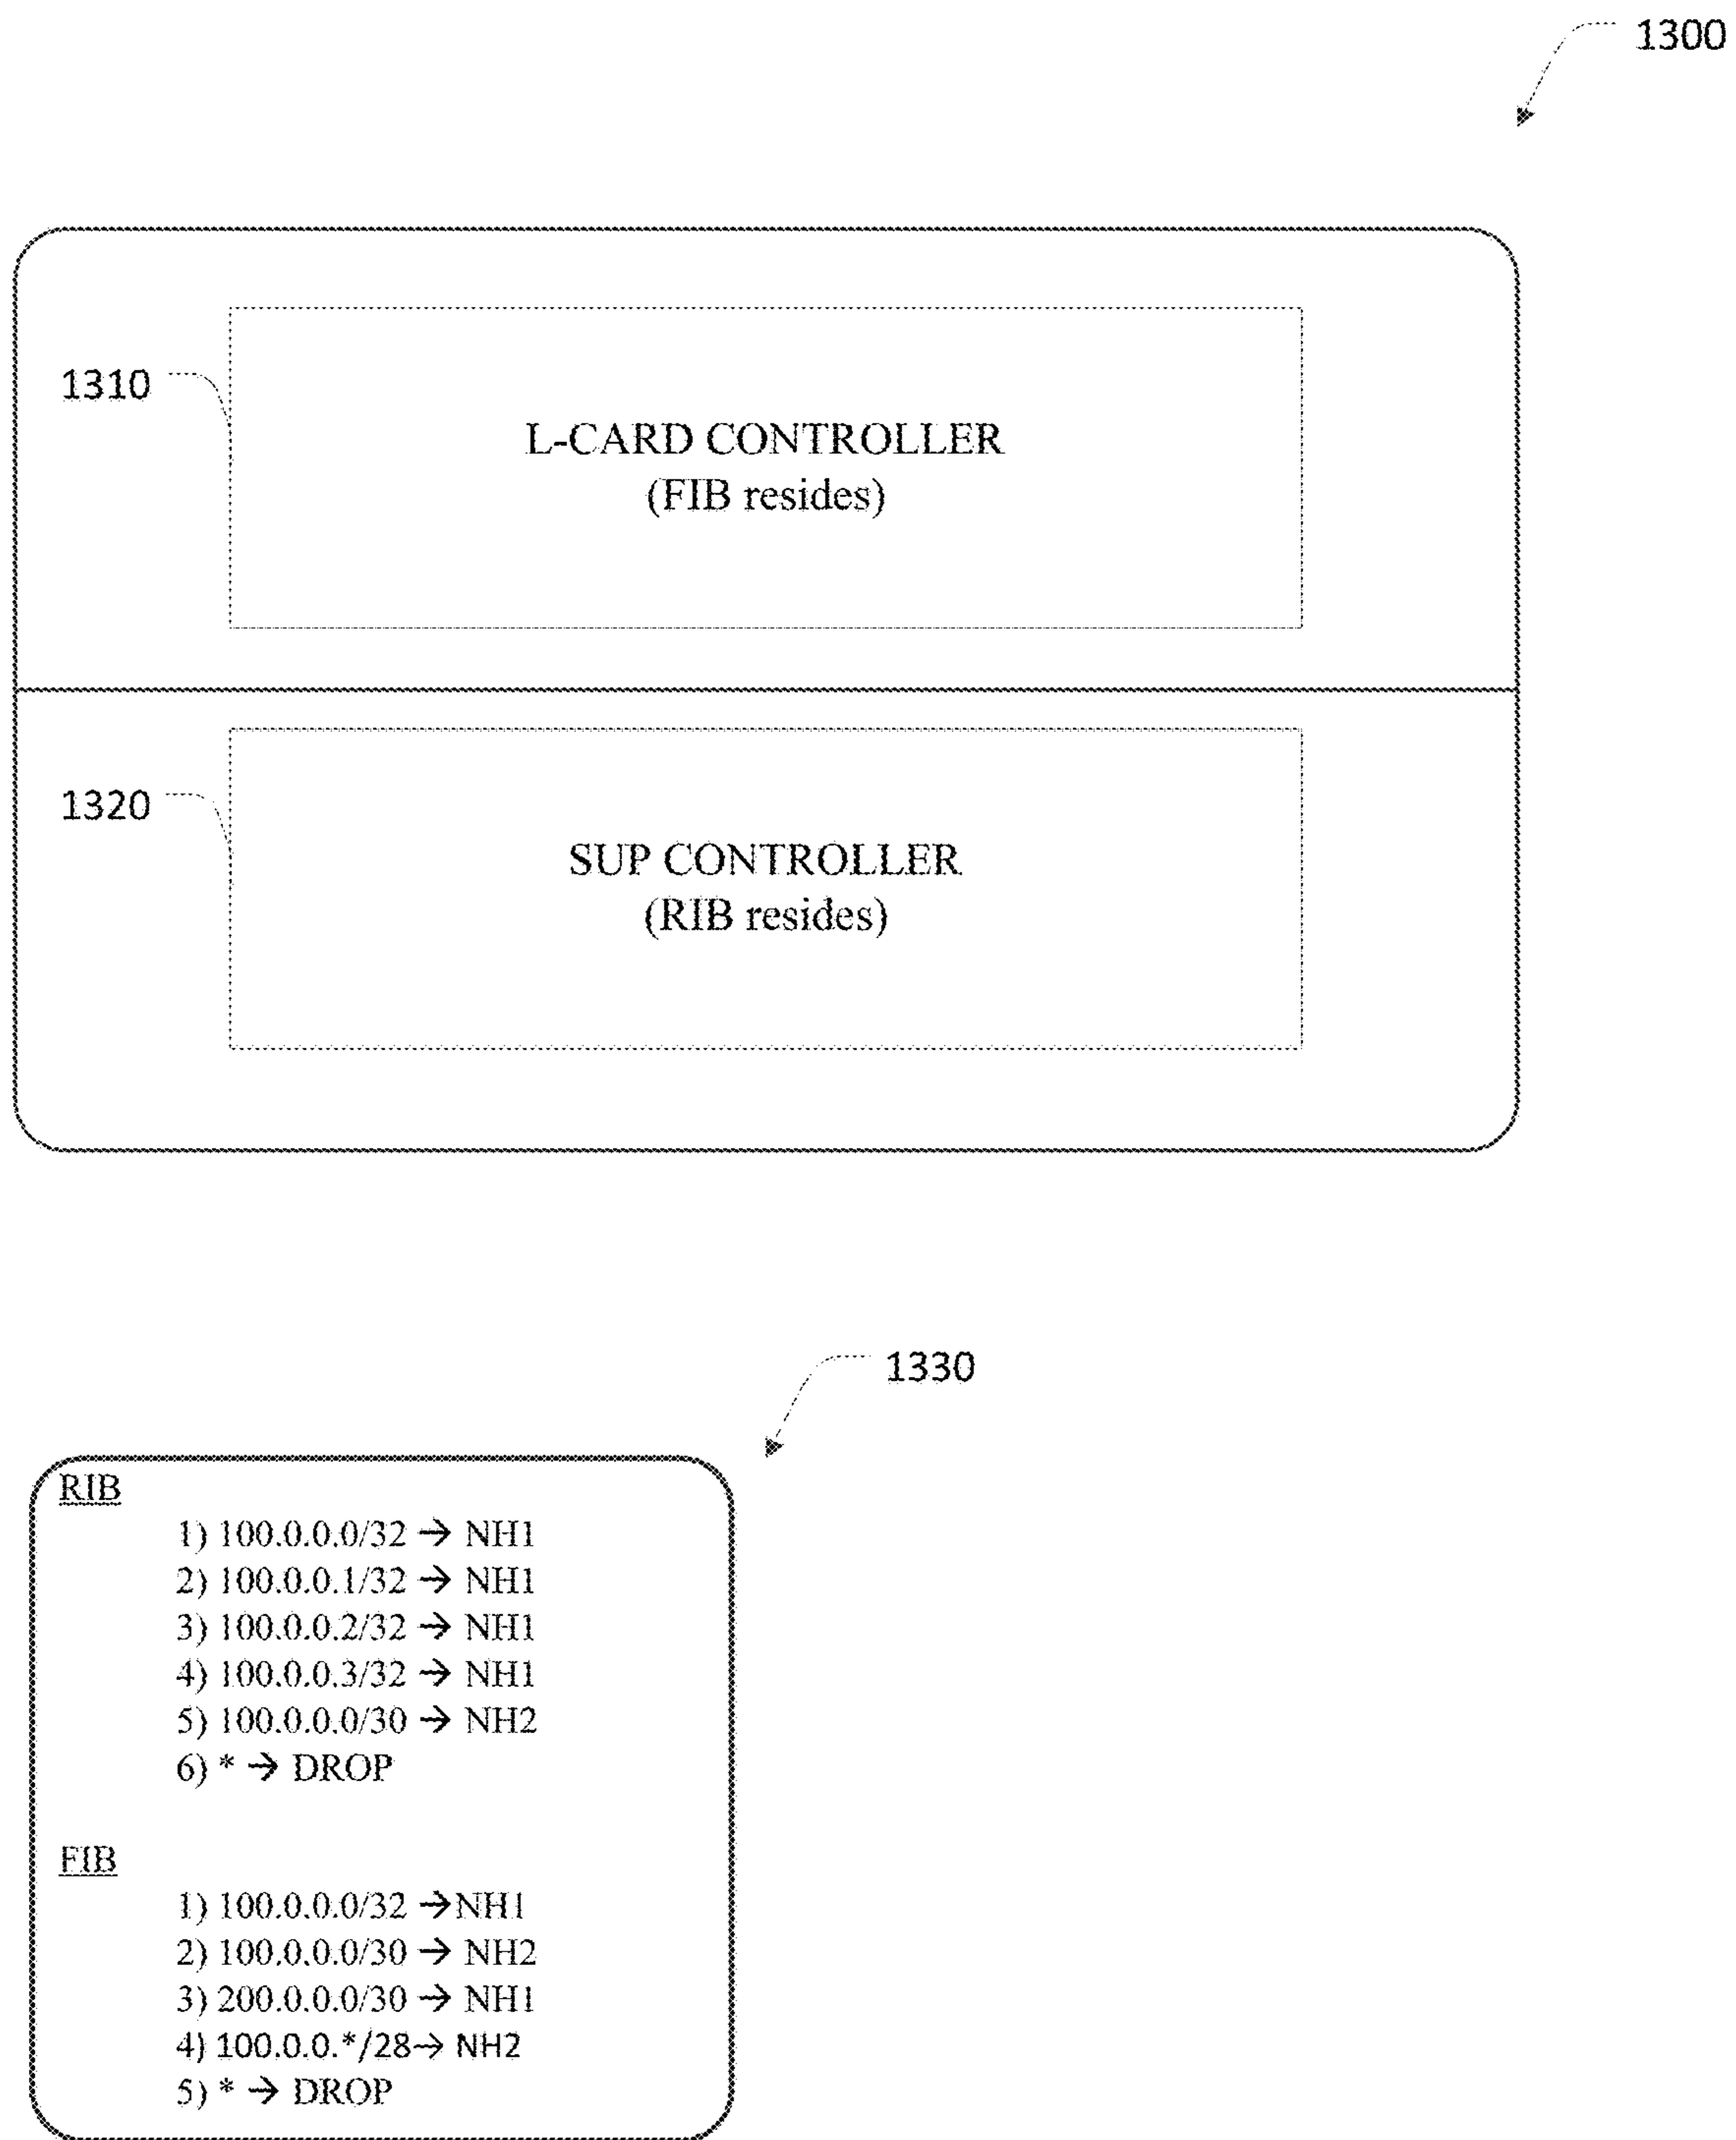 1300
1310
L-CARD CONTROLLER
(FIB resides)
1320
SUP CONTROLLER
(RIB resides)
1330
RIB
1) 100.0.0.0/32 → NH1
2) 100.0.0.1/32 → NH1
3) 100.0.0.2/32 → NH1
4) 100.0.0.3/32 → NH1
5) 100.0.0.0/30 → NH2
6) * → DROP
FIB
1) 100.0.0.0/32 →NH1
2) 100.0.0.0/30 → NH2
3) 200.0.0.0/30 → NH1
4) 100.0.0.*/28→ NH2
5) * → DROP